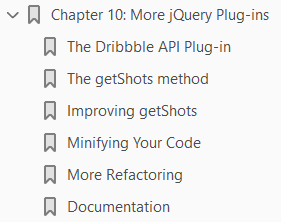 Chapter 10: More jQuery Plug-ins
The Dribbble API Plug-in
The getShots method
Improving getShots
Minifying Your Code
More Refactoring
Documentation